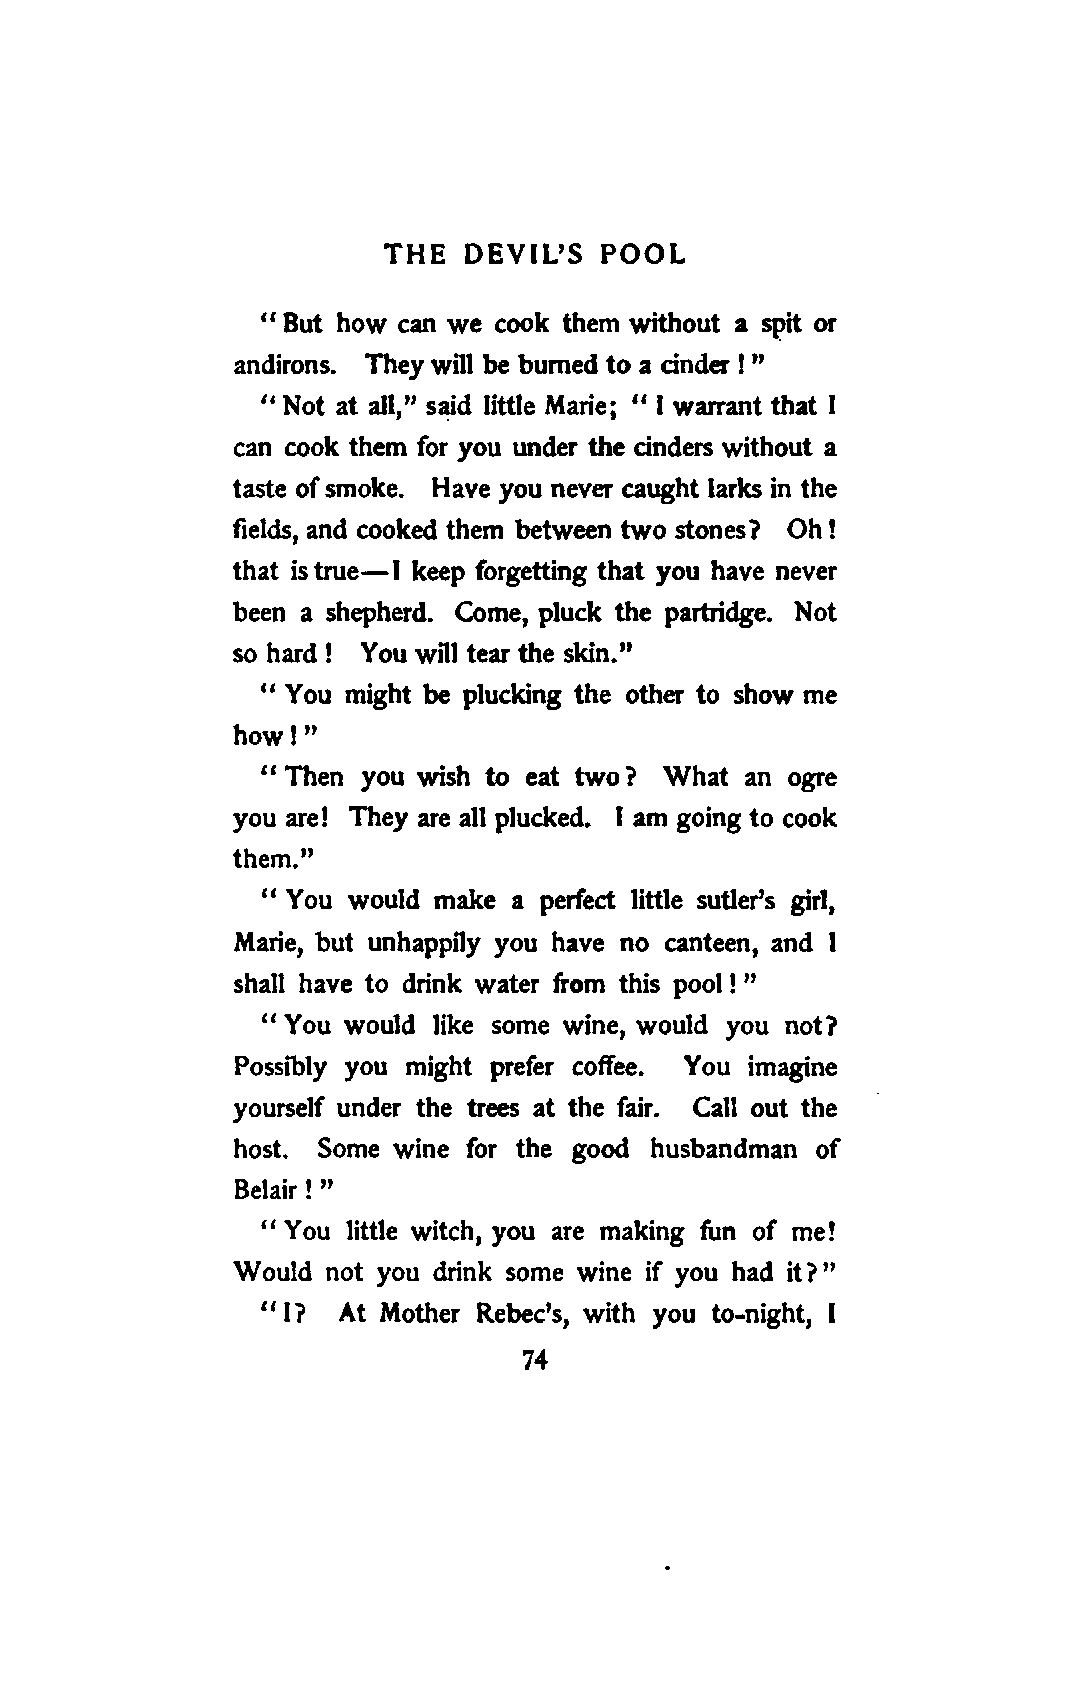 THE DEVIL'S POOL
"But how can we cook them without a spit or
andirons. They will be burned to a cinder!"
"Not at all," said little Marie; "I warrant that I
can cook them for you under the cinders without a
taste of smoke. Have you never caught larks in the
fields, and cooked them between two stones? Oh!
that is true—I keep forgetting that you have never
been a shepherd. Come, pluck the partridge. Not
so hard! You will tear the skin."
"You might be plucking the other to show me
how!"
"Then you wish to eat two? What an ogre
you are! They are all plucked. I am going to cook
them."
"You would make a perfect little sutler's girl,
Marie, but unhappily you have no canteen, and I
shall have to drink water from this pool!"
"You would like some wine, would you not?
Possibly you might prefer coffee. You imagine
yourself under the trees at the fair. Call out the
host. Some wine for the good husbandman of
Belair!"
"You little witch, you are making fun of me!
Would not you drink some wine if you had it?"
"I? At Mother Rebec's, with you to-night, I
74